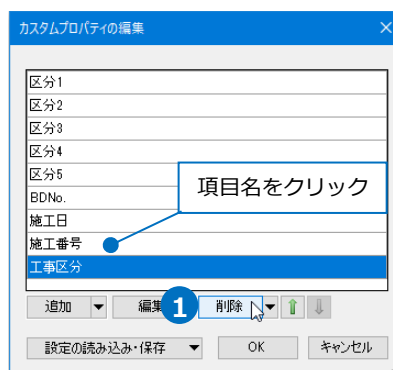 カスタムプロパティの編集
区分1
区分2
区分3
区分4
区分5
BDNo.
項目名をクリック
施工日
施工番号
工事区分
追加 編集 1 削除
設定の読み込み・保存 OK キャンセル